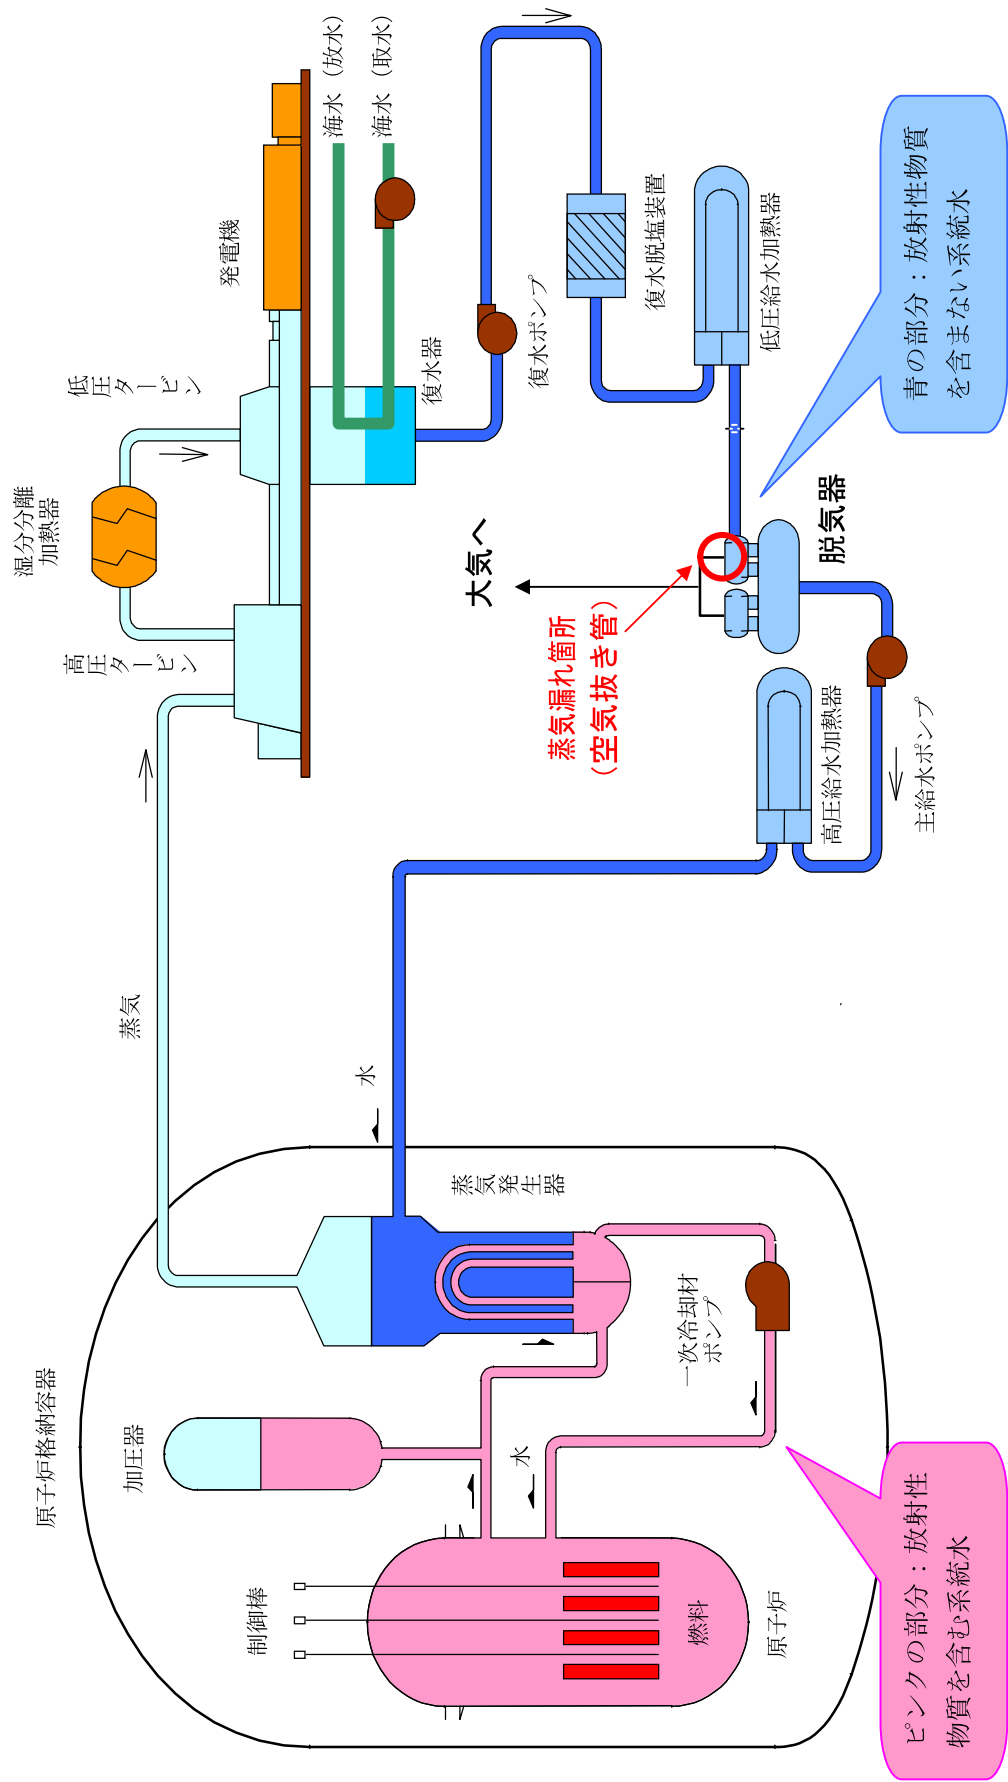 原子炉格納容器
加圧器
制御棒
燃料
原子炉
水
一次冷却材
ポンプ
蒸気発生器
水
蒸気
高圧タービン
湿分分離
加熱器
低圧タービン
発電機
海水（放水）
海水（取水）
復水器
復水ポンプ
復水脱塩装置
低圧給水加熱器
大気へ
脱気器
蒸気漏れ箇所
（空気抜き管）
高圧給水加熱器
主給水ポンプ
青の部分：放射性物質
を含まない系統水
ピンクの部分：放射性
物質を含む系統水